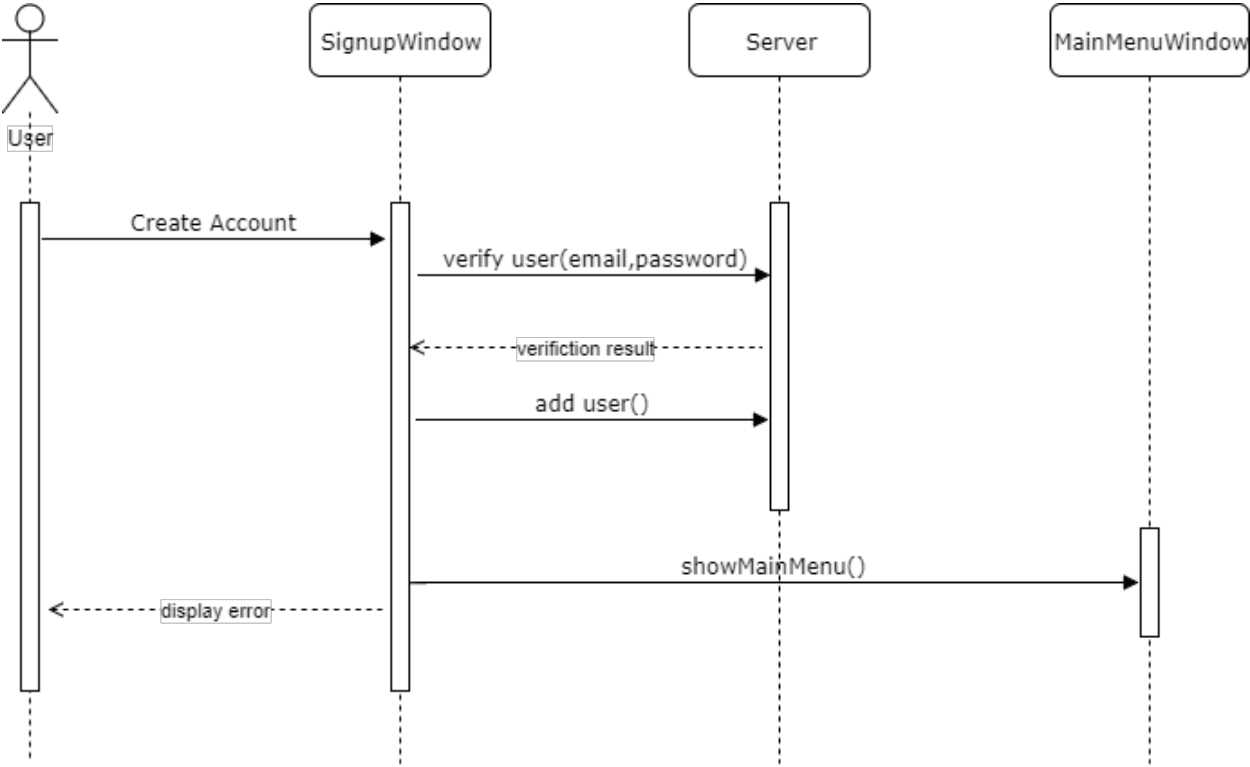 SignupWindow
Server
MainMenuWindow
User
Create Account
verify user(email,password)
verifiction result
add user()
showMainMenu()
display error